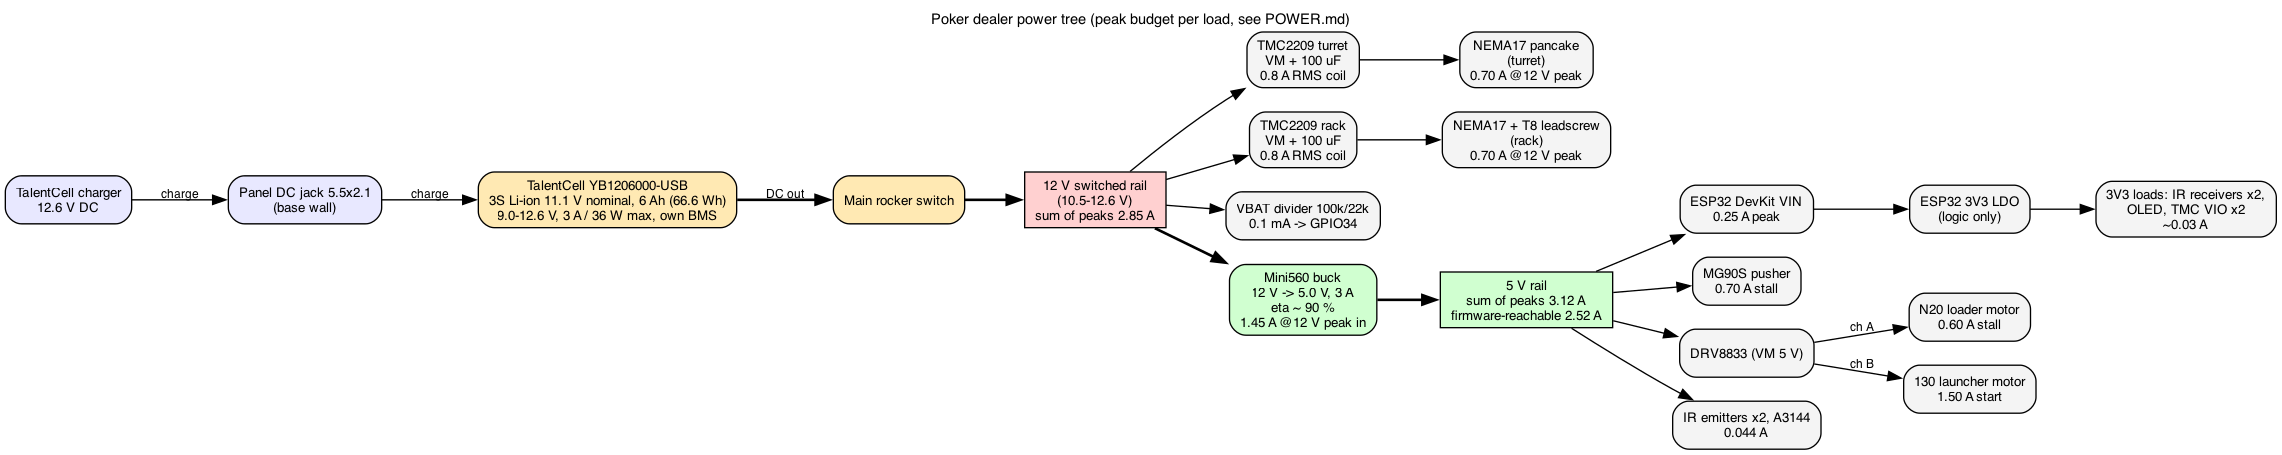 Poker dealer power tree (peak budget per load, see POWER.md)
TalentCell charger
12.6 V DC
charge
Panel DC jack 5.5x2.1
(base wall)
charge
TalentCell YB1206000-USB
3S Li-ion 11.1 V nominal, 6 Ah (66.6 Wh)
9.0-12.6 V, 3 A / 36 W max, own BMS
DC out
Main rocker switch
12 V switched rail
(10.5-12.6 V)
sum of peaks 2.85 A
TMC2209 turret
VM + 100 uF
0.8 A RMS coil
NEMA17 pancake
(turret)
0.70 A @12 V peak
TMC2209 rack
VM + 100 uF
0.8 A RMS coil
NEMA17 + T8 leadscrew
(rack)
0.70 A @12 V peak
VBAT divider 100k/22k
0.1 mA -> GPIO34
Mini560 buck
12 V -> 5.0 V, 3 A
eta ~ 90 %
1.45 A @12 V peak in
5 V rail
sum of peaks 3.12 A
firmware-reachable 2.52 A
ESP32 DevKit VIN
0.25 A peak
ESP32 3V3 LDO
(logic only)
3V3 loads: IR receivers x2,
OLED, TMC VIO x2
~0.03 A
MG90S pusher
0.70 A stall
DRV8833 (VM 5 V)
ch A
N20 loader motor
0.60 A stall
ch B
130 launcher motor
1.50 A start
IR emitters x2, A3144
0.044 A